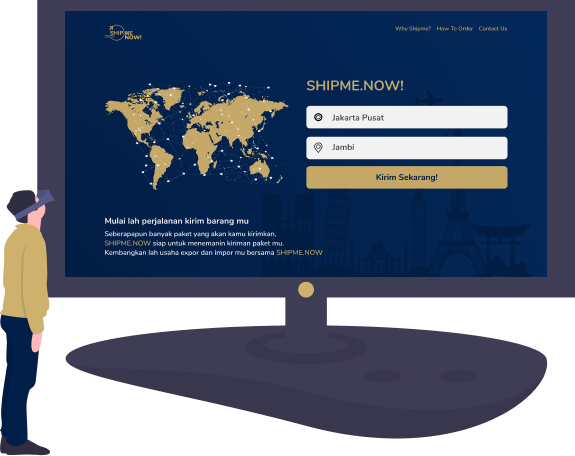 SHIPME
NOW!
Why Shipme? How To Order Contact Us
SHIPME.NOW!
Jakarta Pusat
Jambi
Kirim Sekarang!
Mulai lah perjalanan kirim barang mu
Seberapapun banyak paket yang akan kamu kirimkan,
SHIPME.NOW siap untuk menemanin kiriman paket mu.
Kembangkan lah usaha expor dan impor mu bersama SHIPME.NOW